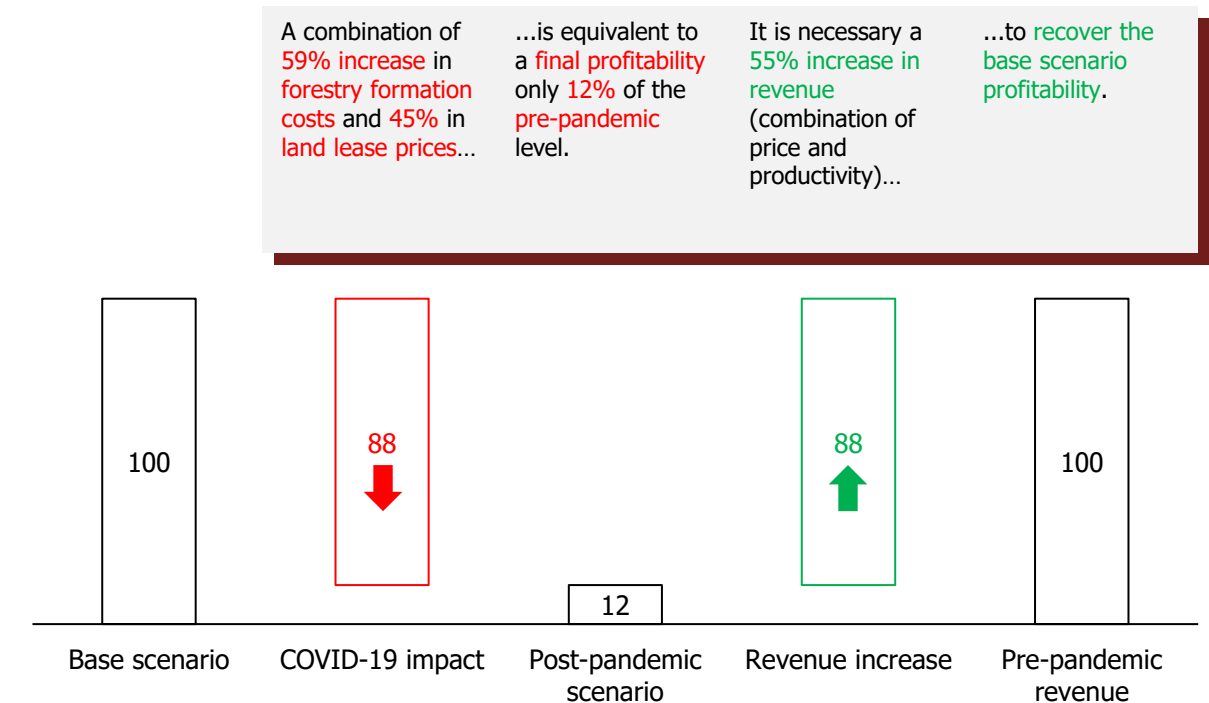 A combination of
59% increase in
forestry formation
costs and 45% in
land lease prices…
...is equivalent to
a final profitability
only 12% of the
pre-pandemic
level.
It is necessary a
55% increase in
revenue
(combination of
price and
productivity)…
...to recover the
base scenario
profitability.
100
88
12
88
100
Base scenario
COVID-19 impact
Post-pandemic
scenario
Revenue increase
Pre-pandemic
revenue